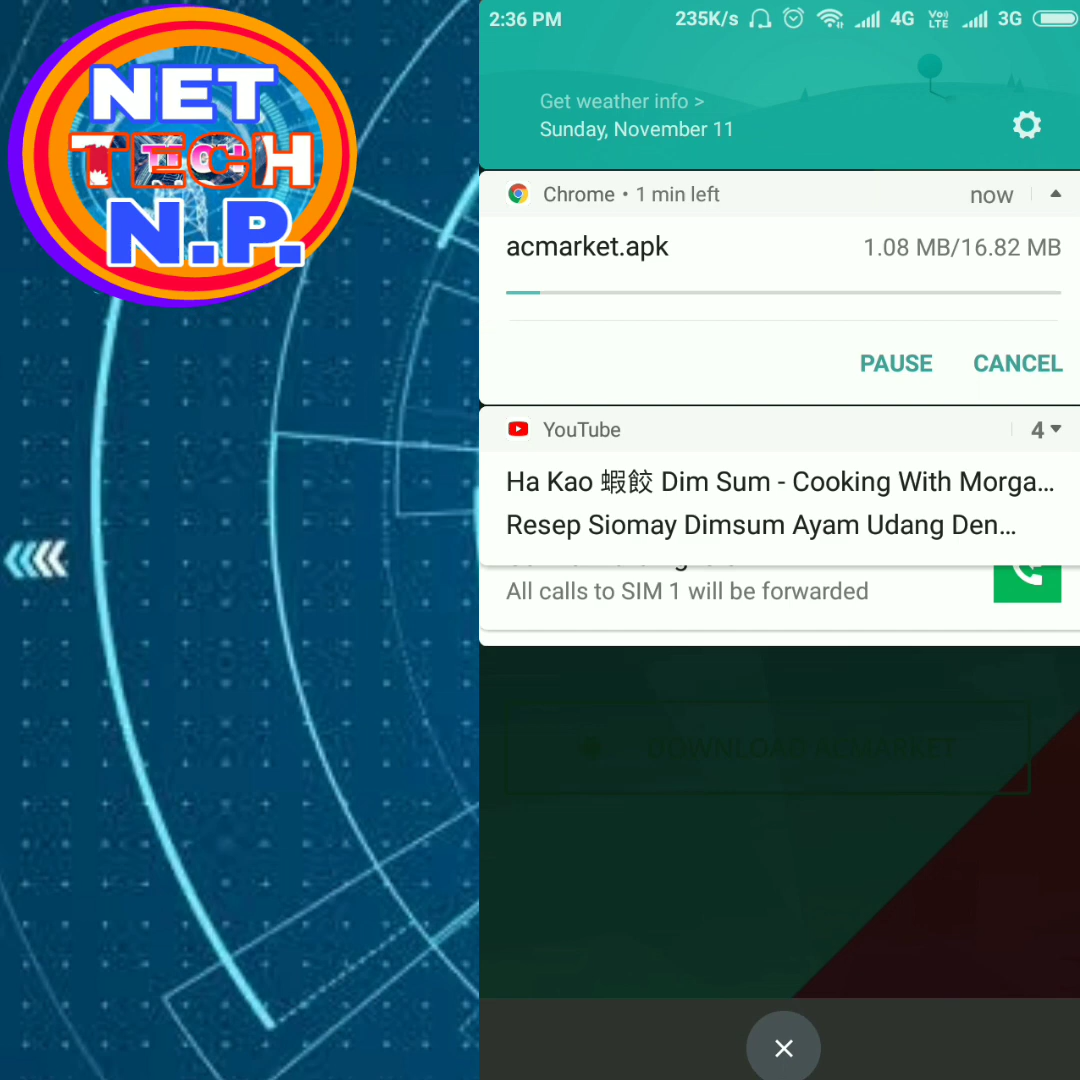 NET
TECH
N.P.
2:36 PM
235K/s
4G
Vo)) LTE
3G
Get weather info >
Sunday, November 11
Chrome • 1 min left
now
acmarket.apk
1.08 MB/16.82 MB
PAUSE
CANCEL
YouTube
4
Ha Kao 蝦餃 Dim Sum - Cooking With Morga...
Resep Siomay Dimsum Ayam Udang Den...
All calls to SIM 1 will be forwarded
DOWNLOAD ACMARKET